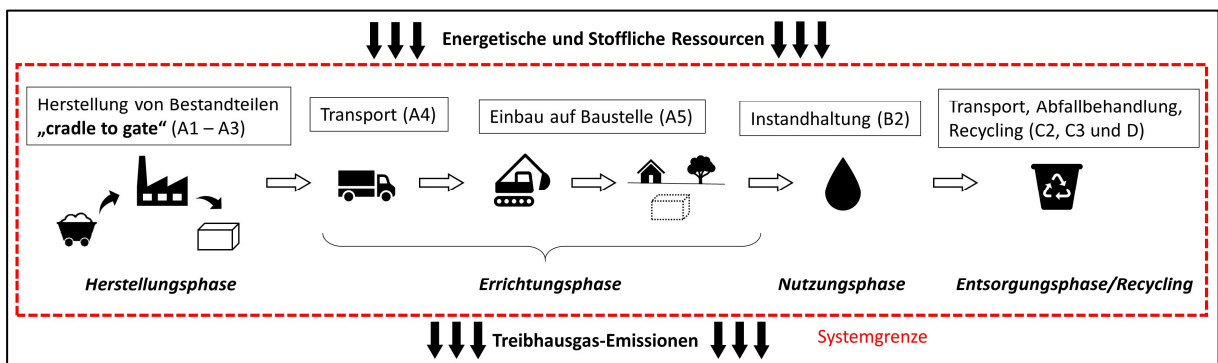 Energetische und Stoffliche Ressourcen
Herstellung von Bestandteilen
„cradle to gate“ (A1 – A3)
Transport (A4)
Einbau auf Baustelle (A5)
Instandhaltung (B2)
Transport, Abfallbehandlung,
Recycling (C2, C3 und D)
Herstellungsphase
Errichtungsphase
Nutzungsphase
Entsorgungsphase/Recycling
Treibhausgas-Emissionen
Systemgrenze